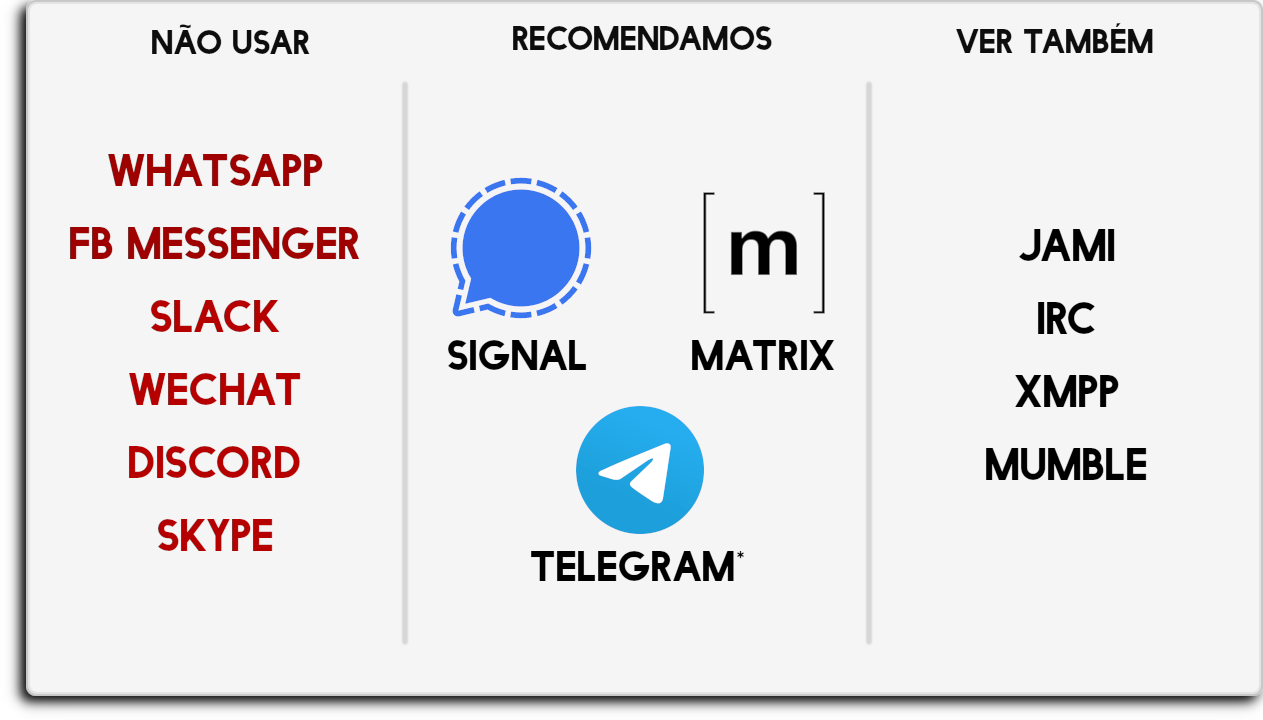 NÃO USAR
WHATSAPP
FB MESSENGER
SLACK
WECHAT
DISCORD
SKYPE
RECOMENDAMOS
[m]
SIGNAL
MATRIX
TELEGRAM*
VER TAMBÉM
JAMI
IRC
XMPP
MUMBLE